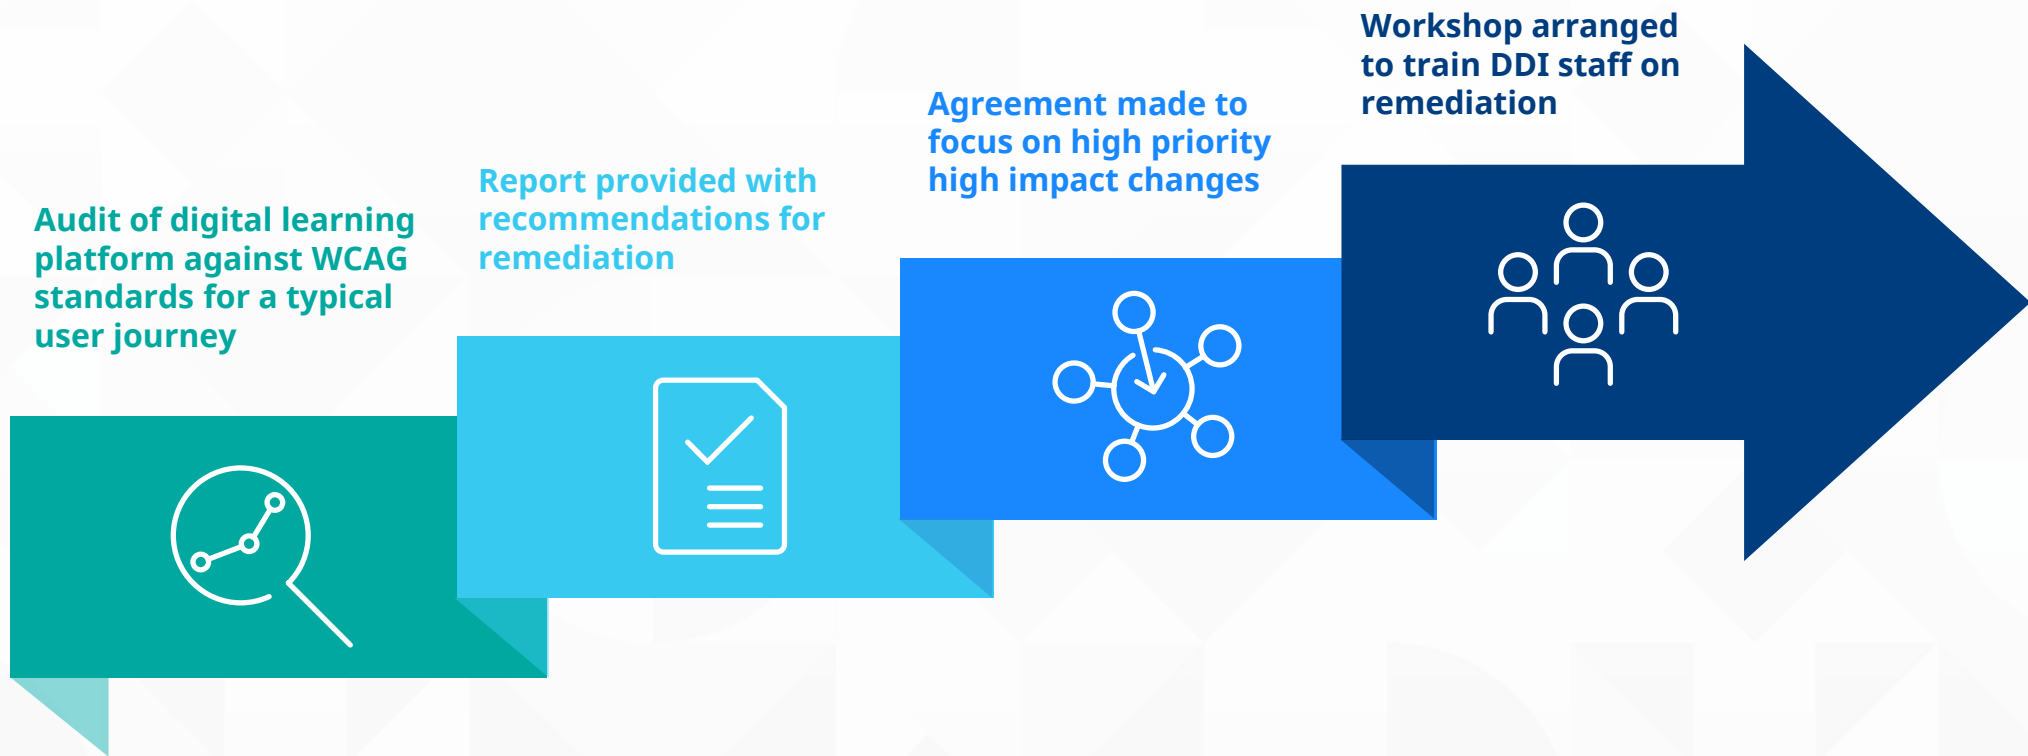 Audit of digital learning
platform against WCAG
standards for a typical
user journey
Report provided with
recommendations for
remediation
Agreement made to
focus on high priority
high impact changes
Workshop arranged
to train DDI staff on
remediation